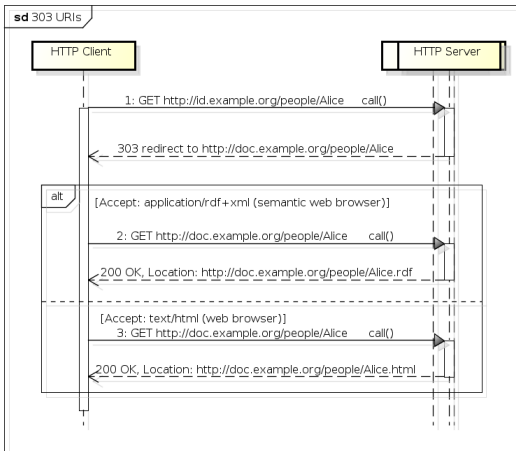 sd 303 URIs
HTTP Client
HTTP Server
1: GET http://id.example.org/people/Alice call()
303 redirect to http://doc.example.org/people/Alice
alt
[Accept: application/rdf+xml (semantic web browser)]
2: GET http://doc.example.org/people/Alice call()
200 OK, Location: http://doc.example.org/people/Alice.rdf
[Accept: text/html (web browser)]
3: GET http://doc.example.org/people/Alice call()
200 OK, Location: http://doc.example.org/people/Alice.html